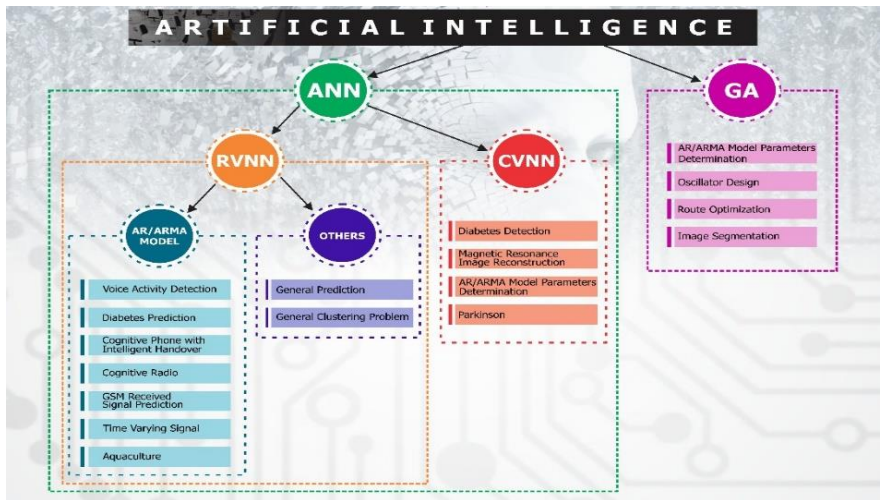 ARTIFICIAL INTELLIGENCE
ANN
GA
RVNN
CVNN
AR/ARMA
MODEL
OTHERS
AR/ARMA Model Parameters
Determination
Oscillator Design
Route Optimization
Image Segmentation
Diabetes Detection
Magnetic Resonance
Image Reconstruction
AR/ARMA Model Parameters
Determination
Parkinson
General Prediction
General Clustering Problem
Voice Activity Detection
Diabetes Prediction
Cognitive Phone with
Intelligent Handover
Cognitive Radio
GSM Received
Signal Prediction
Time Varying Signal
Aquaculture